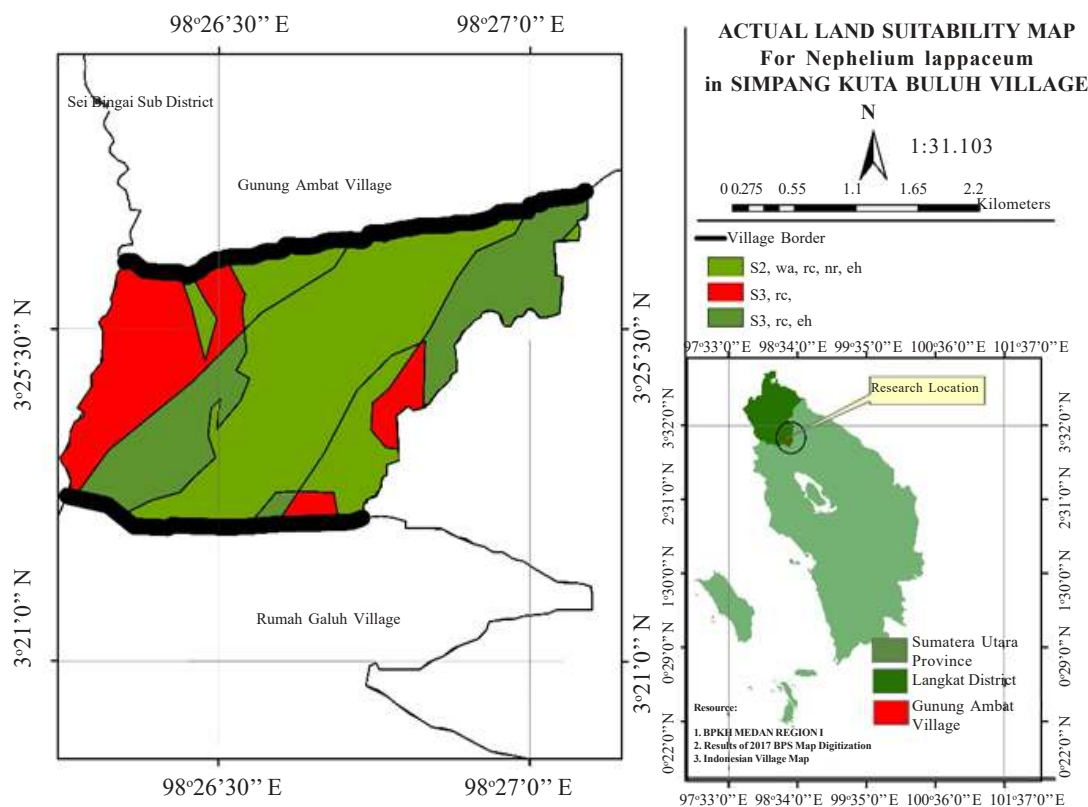 98°26'30'' E 98°27'0'' E
Sei Bingai Sub District
Gunung Ambat Village
3°25'30'' N
3°25'30'' N
Rumah Galuh Village
3°21'0'' N
3°21'0'' N
98°26'30'' E 98°27'0'' E
ACTUAL LAND SUITABILITY MAP
For Nephelium lappaceum
in SIMPANG KUTA BULUH VILLAGE
N
1:31.103
0 0.275 0.55 1.1 1.65 2.2
Kilometers
Village Border
S2, wa, rc, nr, eh
S3, rc,
S3, rc, eh
97°33'0'' E 98°34'0'' E 99°35'0'' E 100°36'0'' E 101°37'0'' E
Research Location
3°32'0'' N
3°32'0'' N
2°31'0'' N
2°31'0'' N
1°30'0'' N
1°30'0'' N
0°29'0'' N
0°29'0'' N
0°22'0'' N
0°22'0'' N
Sumatera Utara
Province
Langkat District
Gunung Ambat
Village
Resource:
1. BPKH MEDAN REGION I
2. Results of 2017 BPS Map Digitization
3. Indonesian Village Map
97°33'0'' E 98°34'0'' E 99°35'0'' E 100°36'0'' E 101°37'0'' E